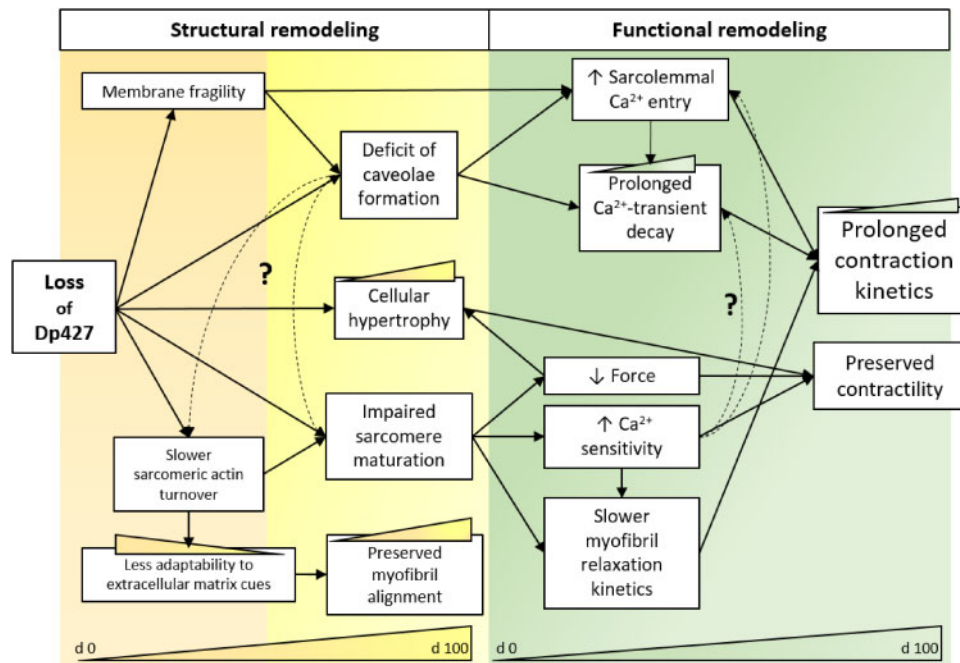 Structural remodeling
Functional remodeling
Membrane fragility
↑ Sarcolemmal
Ca²⁺ entry
Deficit of
caveolae
formation
Prolonged
Ca²⁺-transient
decay
Prolonged
contraction
kinetics
Loss
of
Dp427
?
Cellular
hypertrophy
?
↓ Force
Preserved
contractility
Impaired
sarcomere
maturation
↑ Ca²⁺
sensitivity
Slower
sarcomeric actin
turnover
Slower
myofibril
relaxation
kinetics
Less adaptability to
extracellular matrix cues
Preserved
myofibril
alignment
d 0
d 100
d 0
d 100